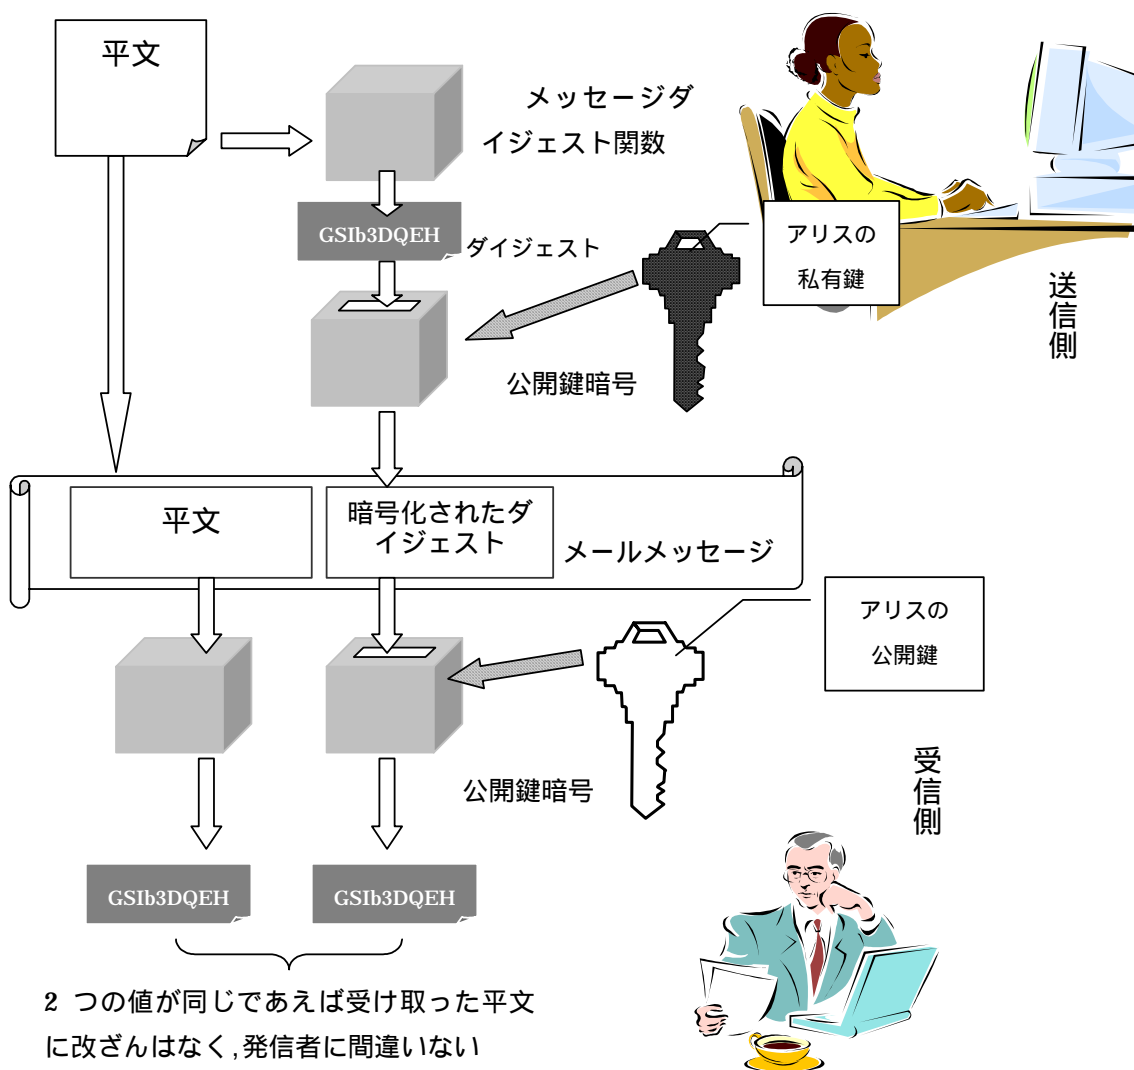 平文
メッセージダ
イジェスト関数
GSIb3DQEH
ダイジェスト
アリスの
私有鍵
送信側
公開鍵暗号
平文
暗号化されたダ
イジェスト
メールメッセージ
アリスの
公開鍵
公開鍵暗号
受信側
GSIb3DQEH
GSIb3DQEH
2 つの値が同じであえば受け取った平文
に改ざんはなく,発信者に間違いない